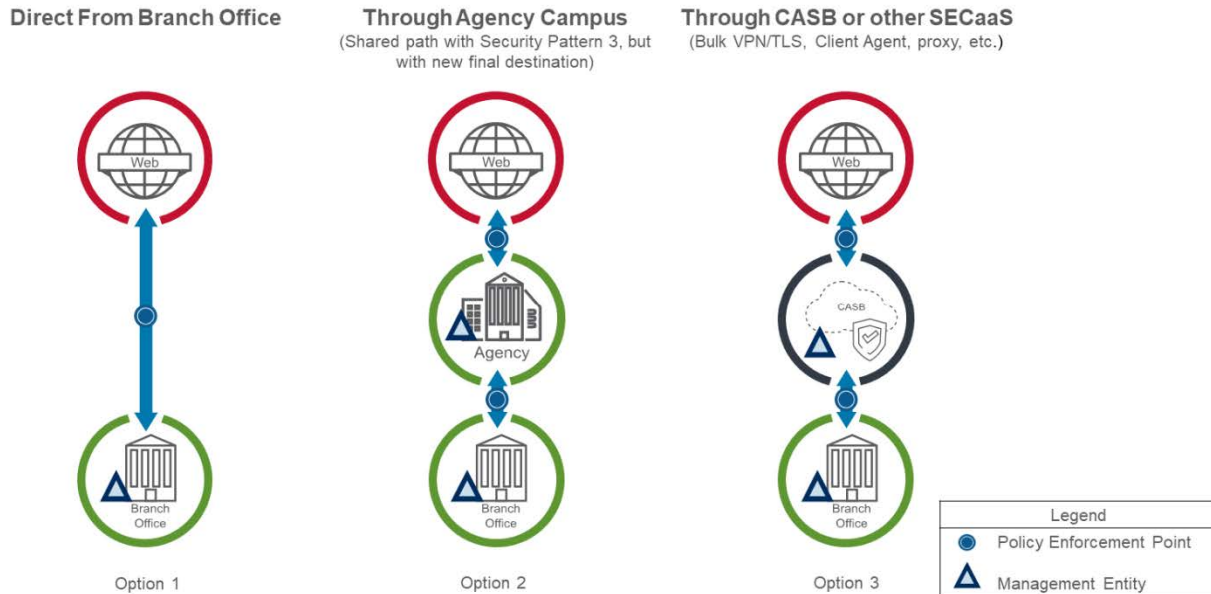 Direct From Branch Office
Through Agency Campus
(Shared path with Security Pattern 3, but
with new final destination)
Through CASB or other SECaaS
(Bulk VPN/TLS, Client Agent, proxy, etc.)
Web
Web
Web
Agency
CASB
Branch
Office
Branch
Office
Branch
Office
Option 1
Option 2
Option 3
Legend
Policy Enforcement Point
Management Entity